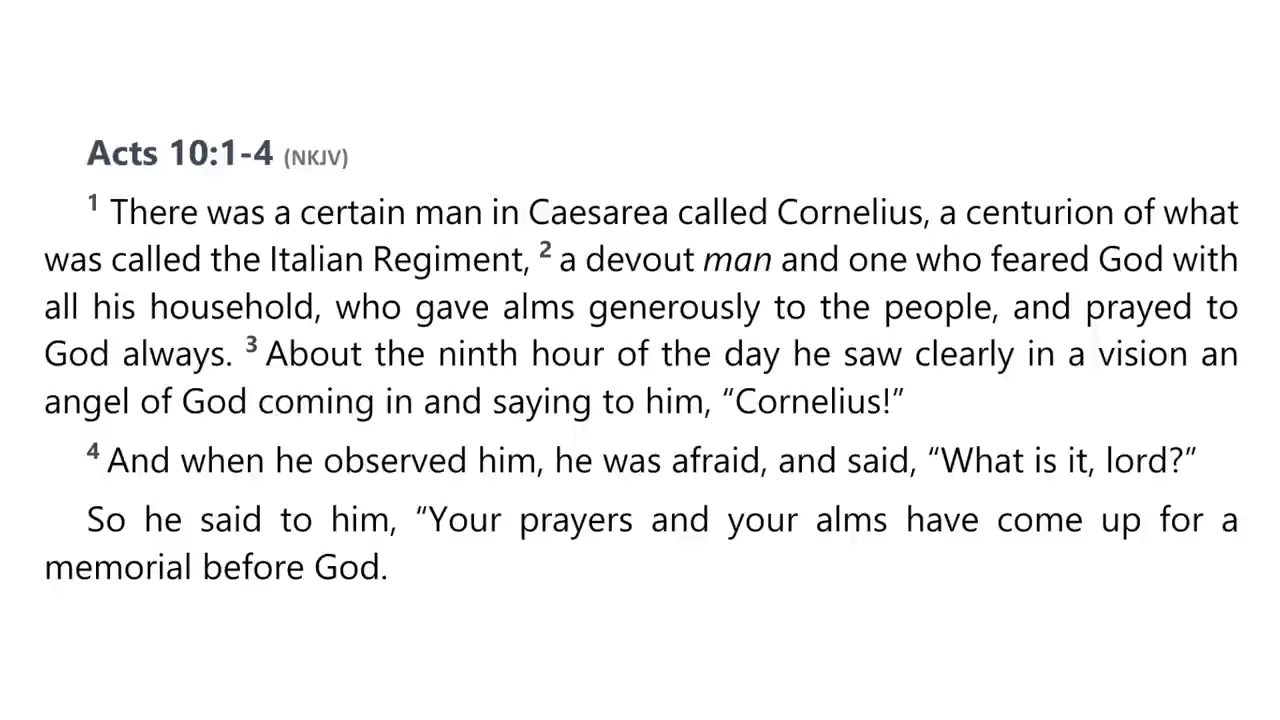 Acts 10:1-4 (NKJV)
1 There was a certain man in Caesarea called Cornelius, a centurion of what
was called the Italian Regiment, 2 a devout man and one who feared God with
all his household, who gave alms generously to the people, and prayed to
God always. 3 About the ninth hour of the day he saw clearly in a vision an
angel of God coming in and saying to him, “Cornelius!”
4 And when he observed him, he was afraid, and said, “What is it, lord?”
So he said to him, “Your prayers and your alms have come up for a
memorial before God.